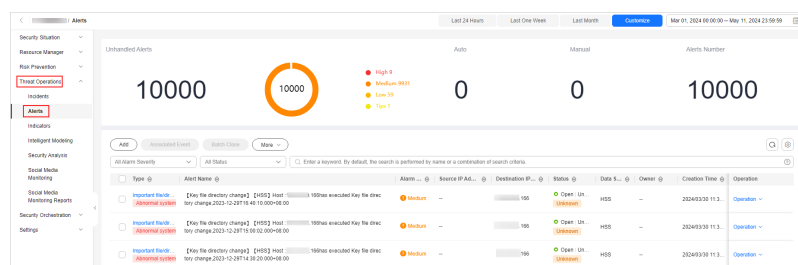 / Alerts
Last 24 Hours
Last One Week
Last Month
Customize
Mar 01, 2024 00:00:00 – May 11, 2024 23:59:59
Security Situation
Resource Manager
Risk Prevention
Threat Operations
Incidents
Alerts
Indicators
Intelligent Modeling
Security Analysis
Social Media
Monitoring
Social Media
Monitoring Reports
Security Orchestration
Settings
Unhandled Alerts
10000
10000
High 9
Medium
Low
Tips
Auto
0
Manual
0
Alerts Number
10000
Add
Associated Event
Batch Close
More
All Alarm Severity
All Status
Enter a keyword. By default, the search is performed by name or a combination of search criteria.
Type
Alert Name
Alarm ...
Source IP Ad...
Destination IP...
Status
Data S...
Owner
Creation Time
Operation
Important file/dir...
Abnormal system
【Key file directory change】【HSS】Host
.166has executed Key file direc
tory change,2023-12-29T16:49:10.000+08:00
Medium
--
.166
Open : Un...
Unknown
HSS
--
2024/03/30 11:3...
Operation
Important file/dir...
Abnormal system
【Key file directory change】【HSS】Host
.166has executed Key file direc
tory change,2023-12-29T15:00:02.000+08:00
Medium
--
.166
Open : Un...
Unknown
HSS
--
2024/03/30 11:3...
Operation
Important file/dir...
Abnormal system
【Key file directory change】【HSS】Host
.166has executed Key file direc
tory change,2023-12-29T14:30:20.000+08:00
Medium
--
.166
Open : Un...
Unknown
HSS
--
2024/03/30 11:3...
Operation